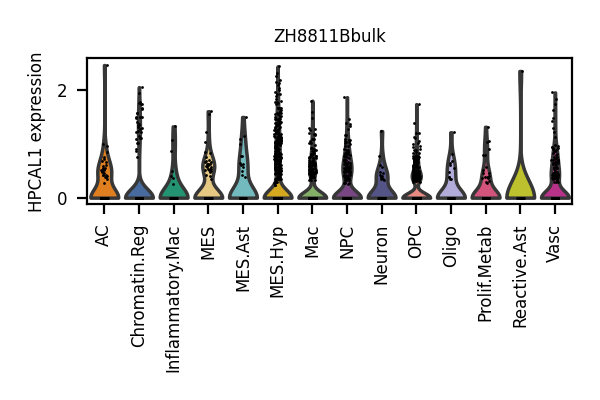 ZH8811Bbulk
HPCAL1 expression
2
0
AC
Chromatin.Reg
Inflammatory.Mac
MES
MES.Ast
MES.Hyp
Mac
NPC
Neuron
OPC
Oligo
Prolif.Metab
Reactive.Ast
Vasc